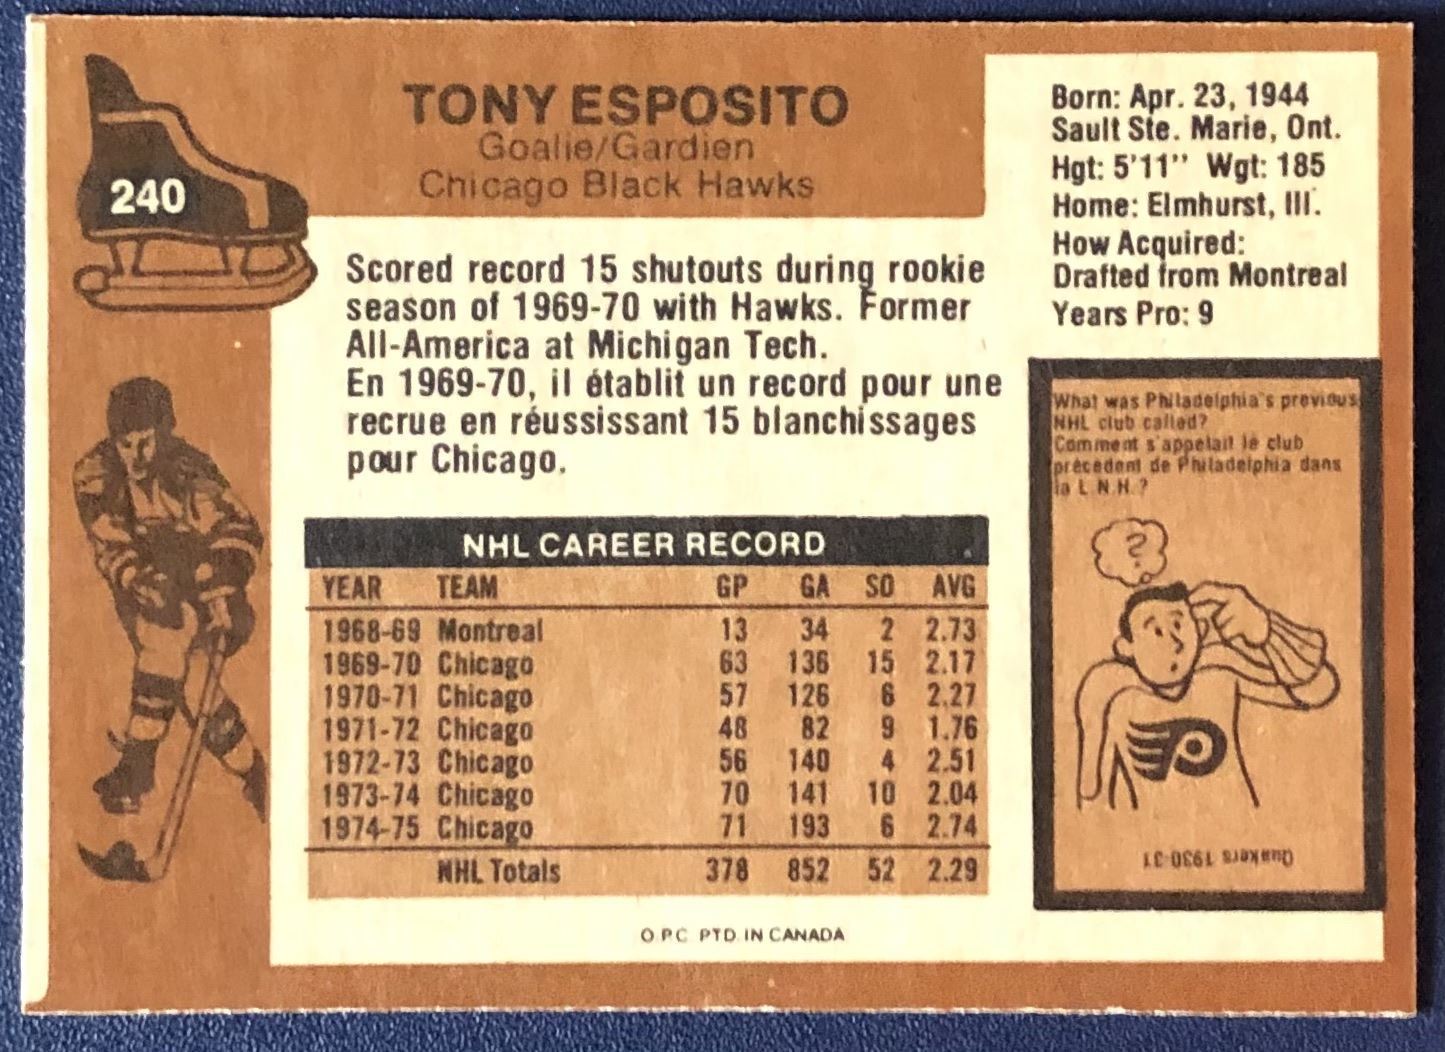 240
TONY ESPOSITO
Goalie/Gardien
Chicago Black Hawks
Born: Apr. 23, 1944
Sault Ste. Marie, Ont.
Hgt: 5'11" Wgt: 185
Home: Elmhurst, Ill.
How Acquired:
Drafted from Montreal
Years Pro: 9
Scored record 15 shutouts during rookie
season of 1969-70 with Hawks. Former
All-America at Michigan Tech.
En 1969-70, il établit un record pour une
recrue en réussissant 15 blanchissages
pour Chicago.
NHL CAREER RECORD
YEAR TEAM GP GA SO AVG
1968-69 Montreal 13 34 2 2.73
1969-70 Chicago 63 136 15 2.17
1970-71 Chicago 57 126 6 2.27
1971-72 Chicago 48 82 9 1.76
1972-73 Chicago 56 140 4 2.51
1973-74 Chicago 70 141 10 2.04
1974-75 Chicago 71 193 6 2.74
NHL Totals 378 852 52 2.29
What was Philadelphia's previous
NHL club called?
Comment s'appelait le club
précédent de Philadelphia dans
la L.N.H.?
?
P
Quakers 1930-31
O.P.C. PTD. IN CANADA